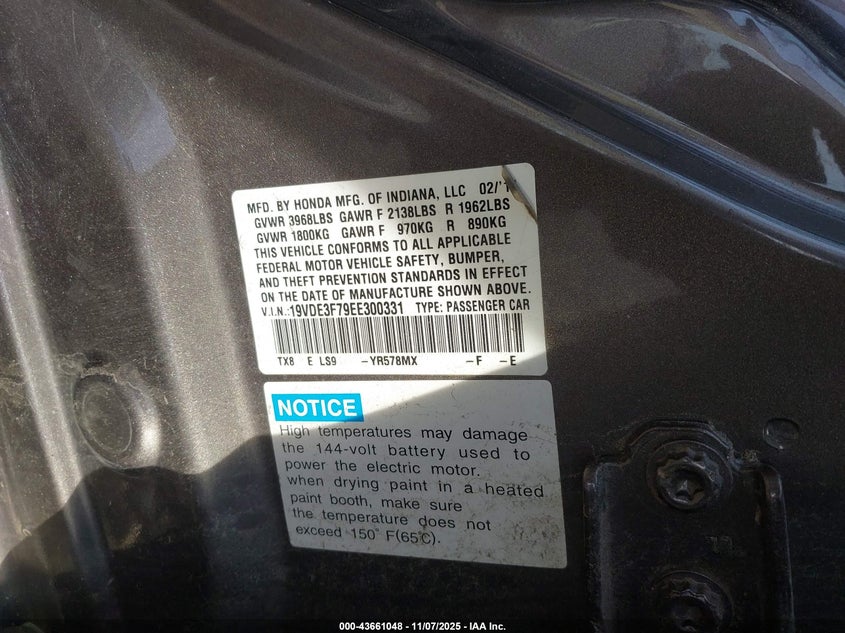 MFD. BY HONDA MFG. OF INDIANA, LLC 02/'1
GVWR 3968LBS GAWR F 2138LBS R 1962LBS
GVWR 1800KG GAWR F 970KG R 890KG
THIS VEHICLE CONFORMS TO ALL APPLICABLE
FEDERAL MOTOR VEHICLE SAFETY, BUMPER,
AND THEFT PREVENTION STANDARDS IN EFFECT
ON THE DATE OF MANUFACTURE SHOWN ABOVE.
V.I.N.:19VDE3F79EE300331 TYPE: PASSENGER CAR
TX8 E LS9 -YR578MX -F -E
NOTICE
High temperatures may damage
the 144-volt battery used to
power the electric motor.
when drying paint in a heated
paint booth, make sure
the temperature does not
exceed 150° F(65℃).
000-43661048 - 11/07/2025 - IAA Inc.